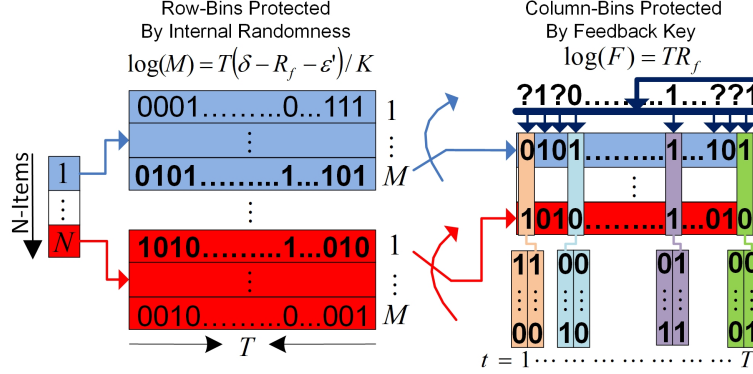 Row-Bins Protected
By Internal Randomness
log(M) = T(δ − R_f − ε') / K
Column-Bins Protected
By Feedback Key
log(F) = TR_f
?1?0.........1...??1
0001.........0...111 1
⋮ ⋮
0101.........1...101 M
⋮
1010.........1...010 1
⋮ ⋮
0010.........0...001 M
T
N-Items
1
⋮
N
0101.........1...101
⋮
1010.........1...010
11 00 01 00
⋮⋮ ⋮⋮ ⋮⋮ ⋮⋮
00 10 11 01
t = 1 ⋯⋯⋯⋯⋯⋯ T